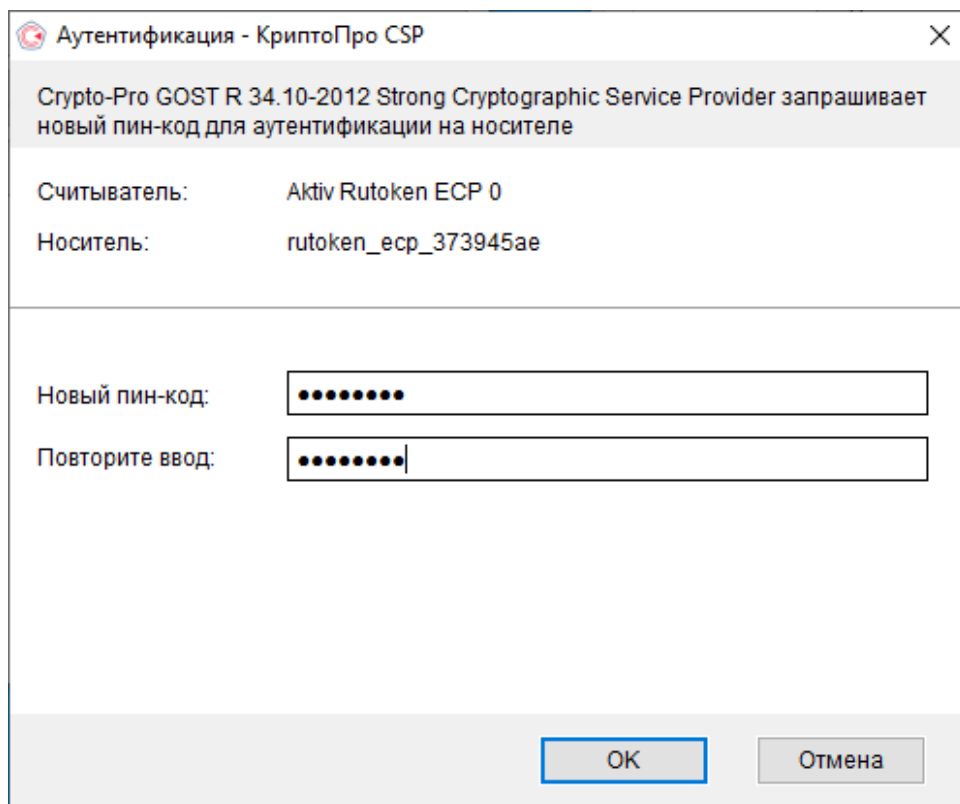 Аутентификация - КриптоПро CSP
Crypto-Pro GOST R 34.10-2012 Strong Cryptographic Service Provider запрашивает
новый пин-код для аутентификации на носителе
Считыватель: Aktiv Rutoken ECP 0
Носитель: rutoken_ecp_373945ae
Новый пин-код: ●●●●●●●●
Повторите ввод: ●●●●●●●●
OK Отмена